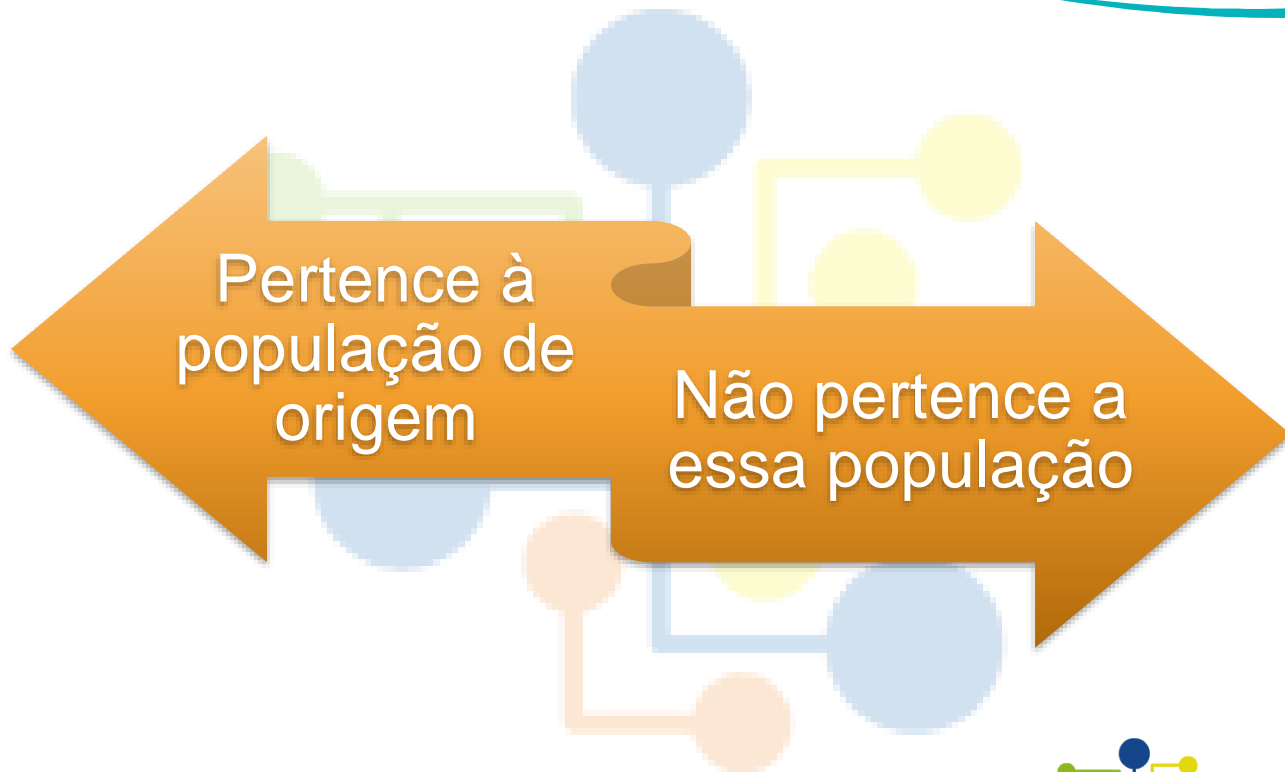 Pertence à
população de
origem
Não pertence a
essa população